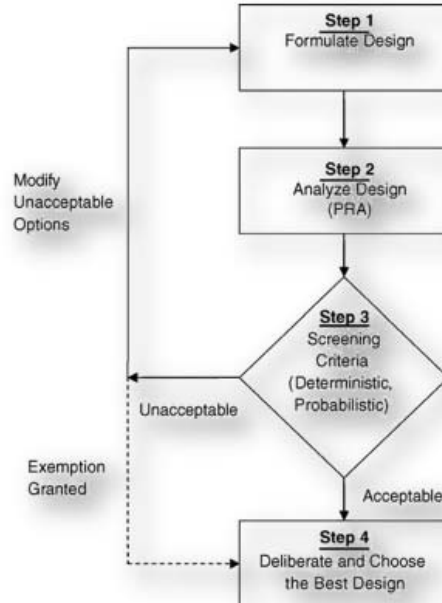 Step 1
Formulate Design
Step 2
Analyze Design
(PRA)
Modify
Unacceptable
Options
Step 3
Screening
Criteria
(Deterministic,
Probabilistic)
Unacceptable
Exemption
Granted
Acceptable
Step 4
Deliberate and Choose
the Best Design